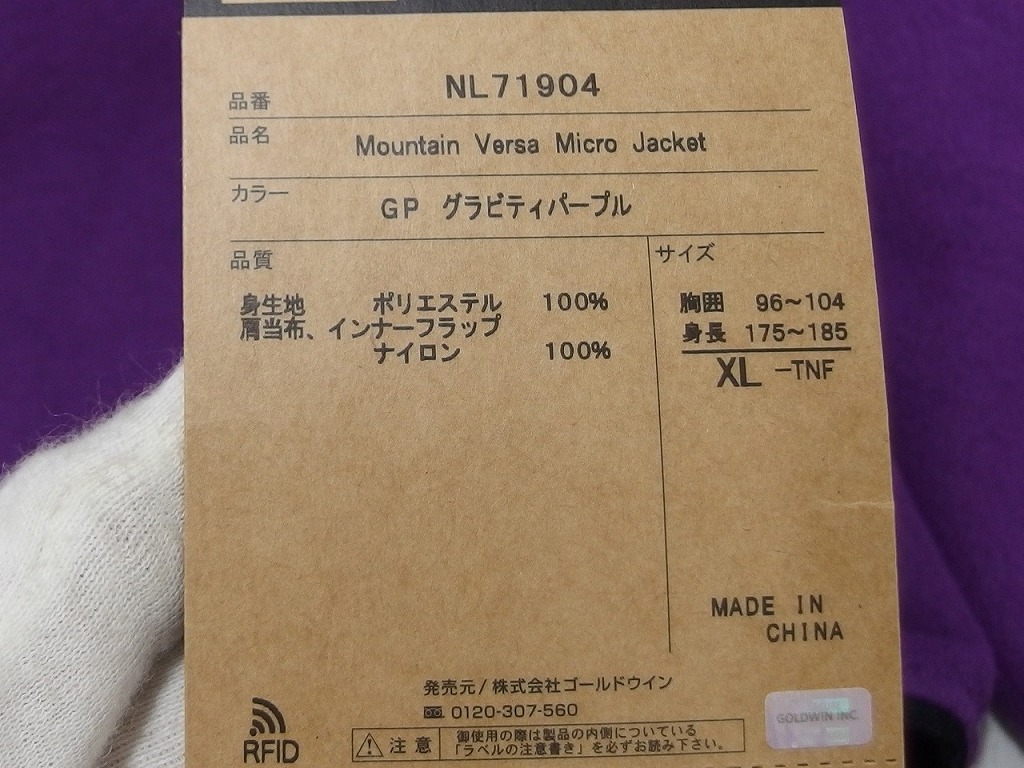 品番 NL71904
品名 Mountain Versa Micro Jacket
カラー GP グラビティパープル
品質
身生地 ポリエステル 100%
肩当布、インナーフラップ
ナイロン 100%
サイズ
胸囲 96〜104
身長 175〜185
XL -TNF
MADE IN
CHINA
発売元/株式会社ゴールドウイン
0120-307-560
RFID
注意
御使用の際は製品の内側についている
「ラベルの注意書き」を必ずお読み下さい。
GOLDWIN INC.